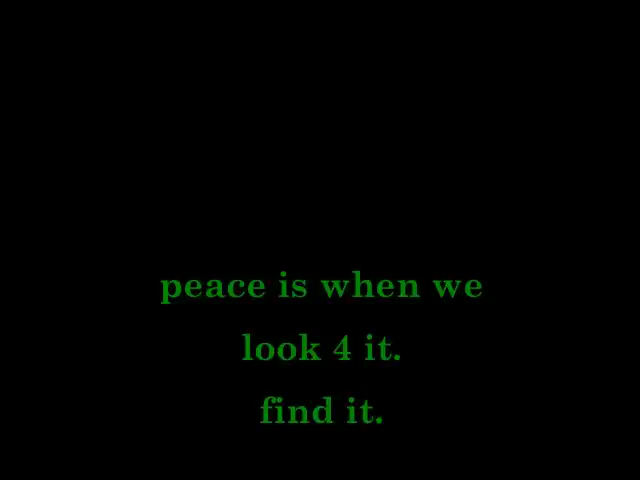 peace is when we
look 4 it.
find it.